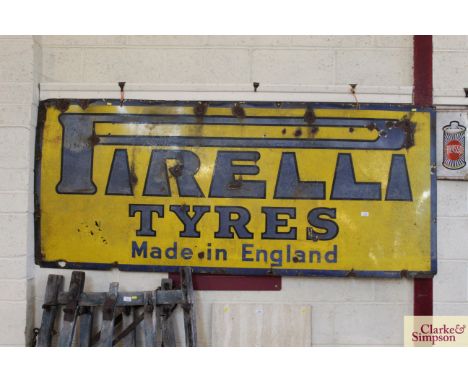 PIRELLI
TYRES
Made in England
Clarke &
Simpson